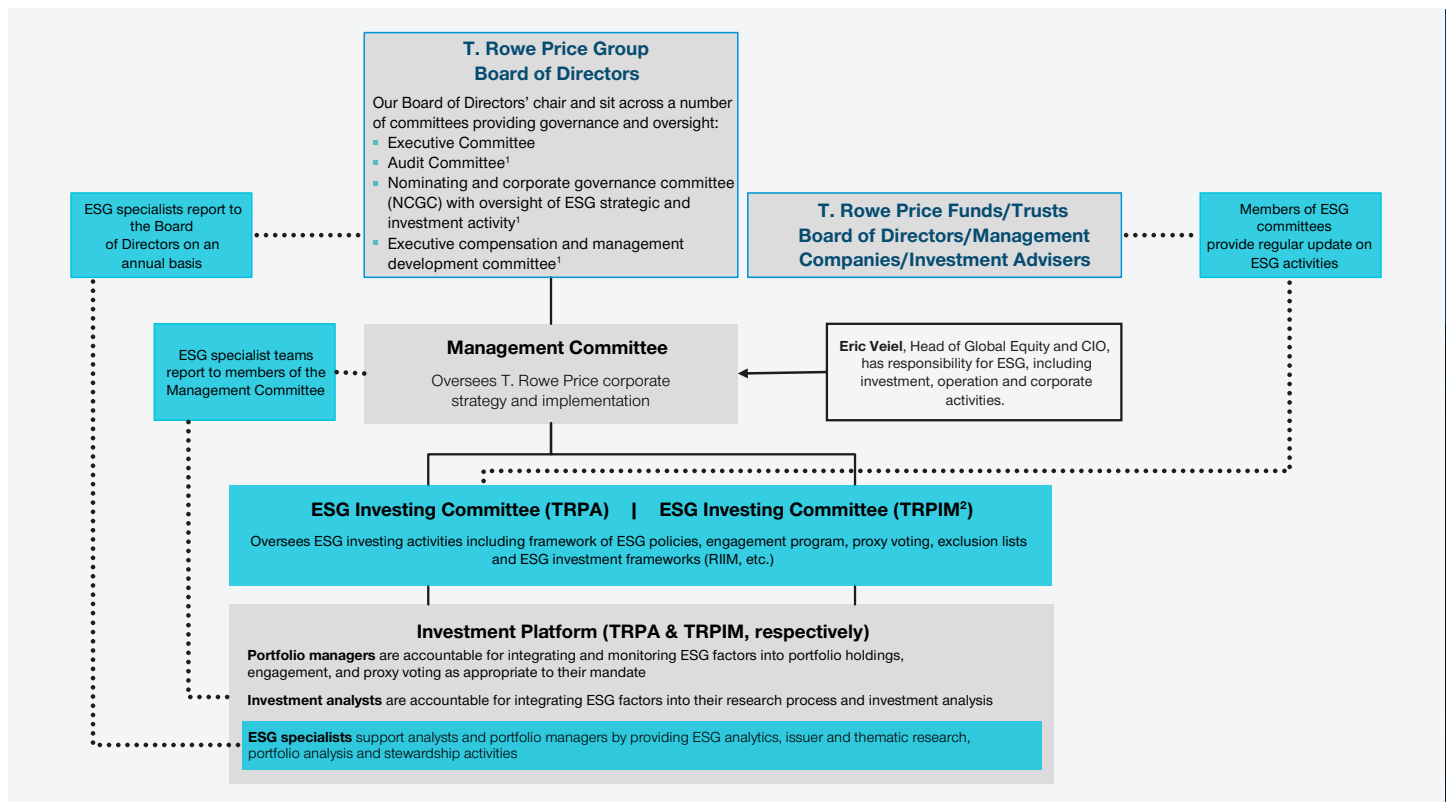 T. Rowe Price Group
Board of Directors
Our Board of Directors’ chair and sit across a number
of committees providing governance and oversight:
▪ Executive Committee
▪ Audit Committee¹
▪ Nominating and corporate governance committee
(NCGC) with oversight of ESG strategic and
investment activity¹
▪ Executive compensation and management
development committee¹
ESG specialists report to
the Board
of Directors on an
annual basis
T. Rowe Price Funds/Trusts
Board of Directors/Management
Companies/Investment Advisers
Members of ESG
committees
provide regular update on
ESG activities
ESG specialist teams
report to members of the
Management Committee
Management Committee
Oversees T. Rowe Price corporate
strategy and implementation
Eric Veiel, Head of Global Equity and CIO,
has responsibility for ESG, including
investment, operation and corporate
activities.
ESG Investing Committee (TRPA) | ESG Investing Committee (TRPIM²)
Oversees ESG investing activities including framework of ESG policies, engagement program, proxy voting, exclusion lists
and ESG investment frameworks (RIIM, etc.)
Investment Platform (TRPA & TRPIM, respectively)
Portfolio managers are accountable for integrating and monitoring ESG factors into portfolio holdings,
engagement, and proxy voting as appropriate to their mandate
Investment analysts are accountable for integrating ESG factors into their research process and investment analysis
ESG specialists support analysts and portfolio managers by providing ESG analytics, issuer and thematic research,
portfolio analysis and stewardship activities